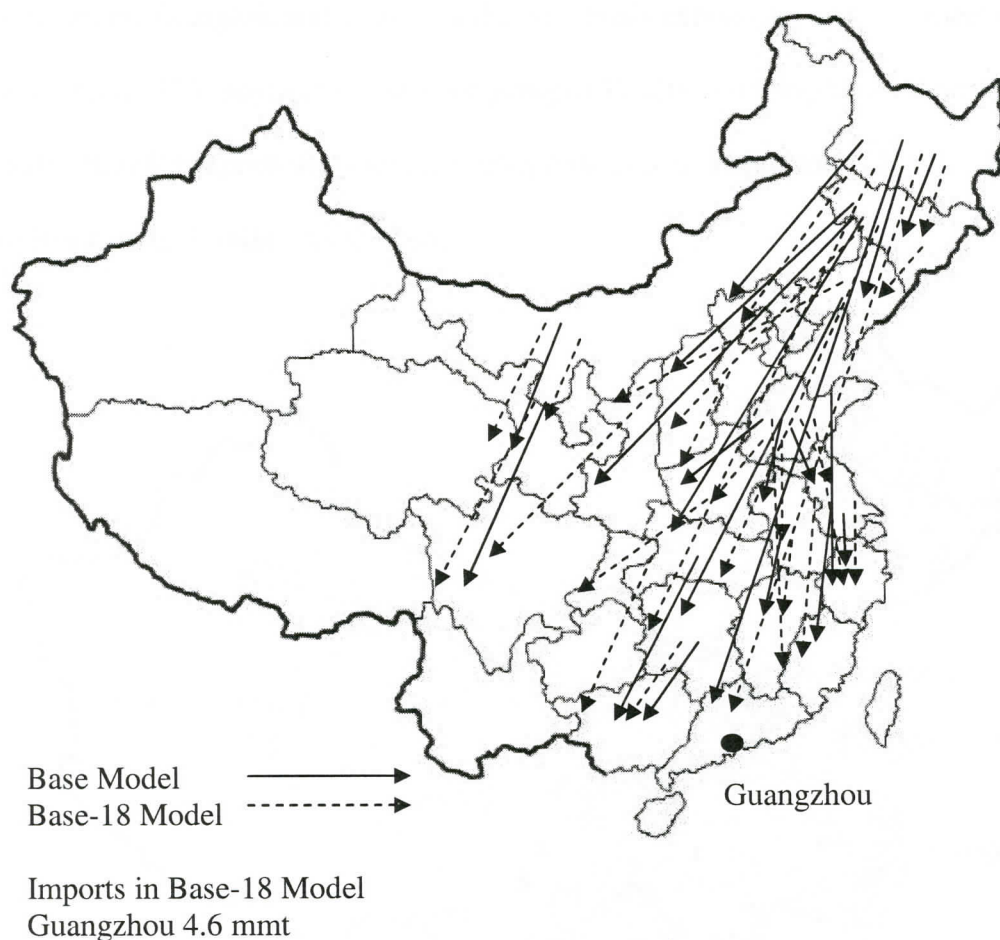 Base Model
Base-18 Model
Guangzhou
Imports in Base-18 Model
Guangzhou 4.6 mmt